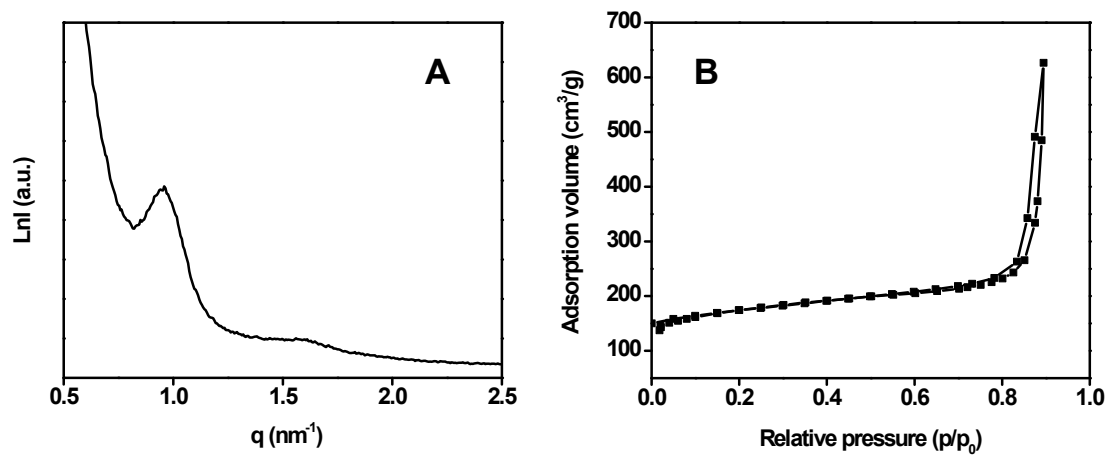 A
LnI (a.u.)
0.5 1.0 1.5 2.0 2.5
q (nm⁻¹)
B
Adsorption volume (cm³/g)
700
600
500
400
300
200
100
0.0 0.2 0.4 0.6 0.8 1.0
Relative pressure (p/p₀)